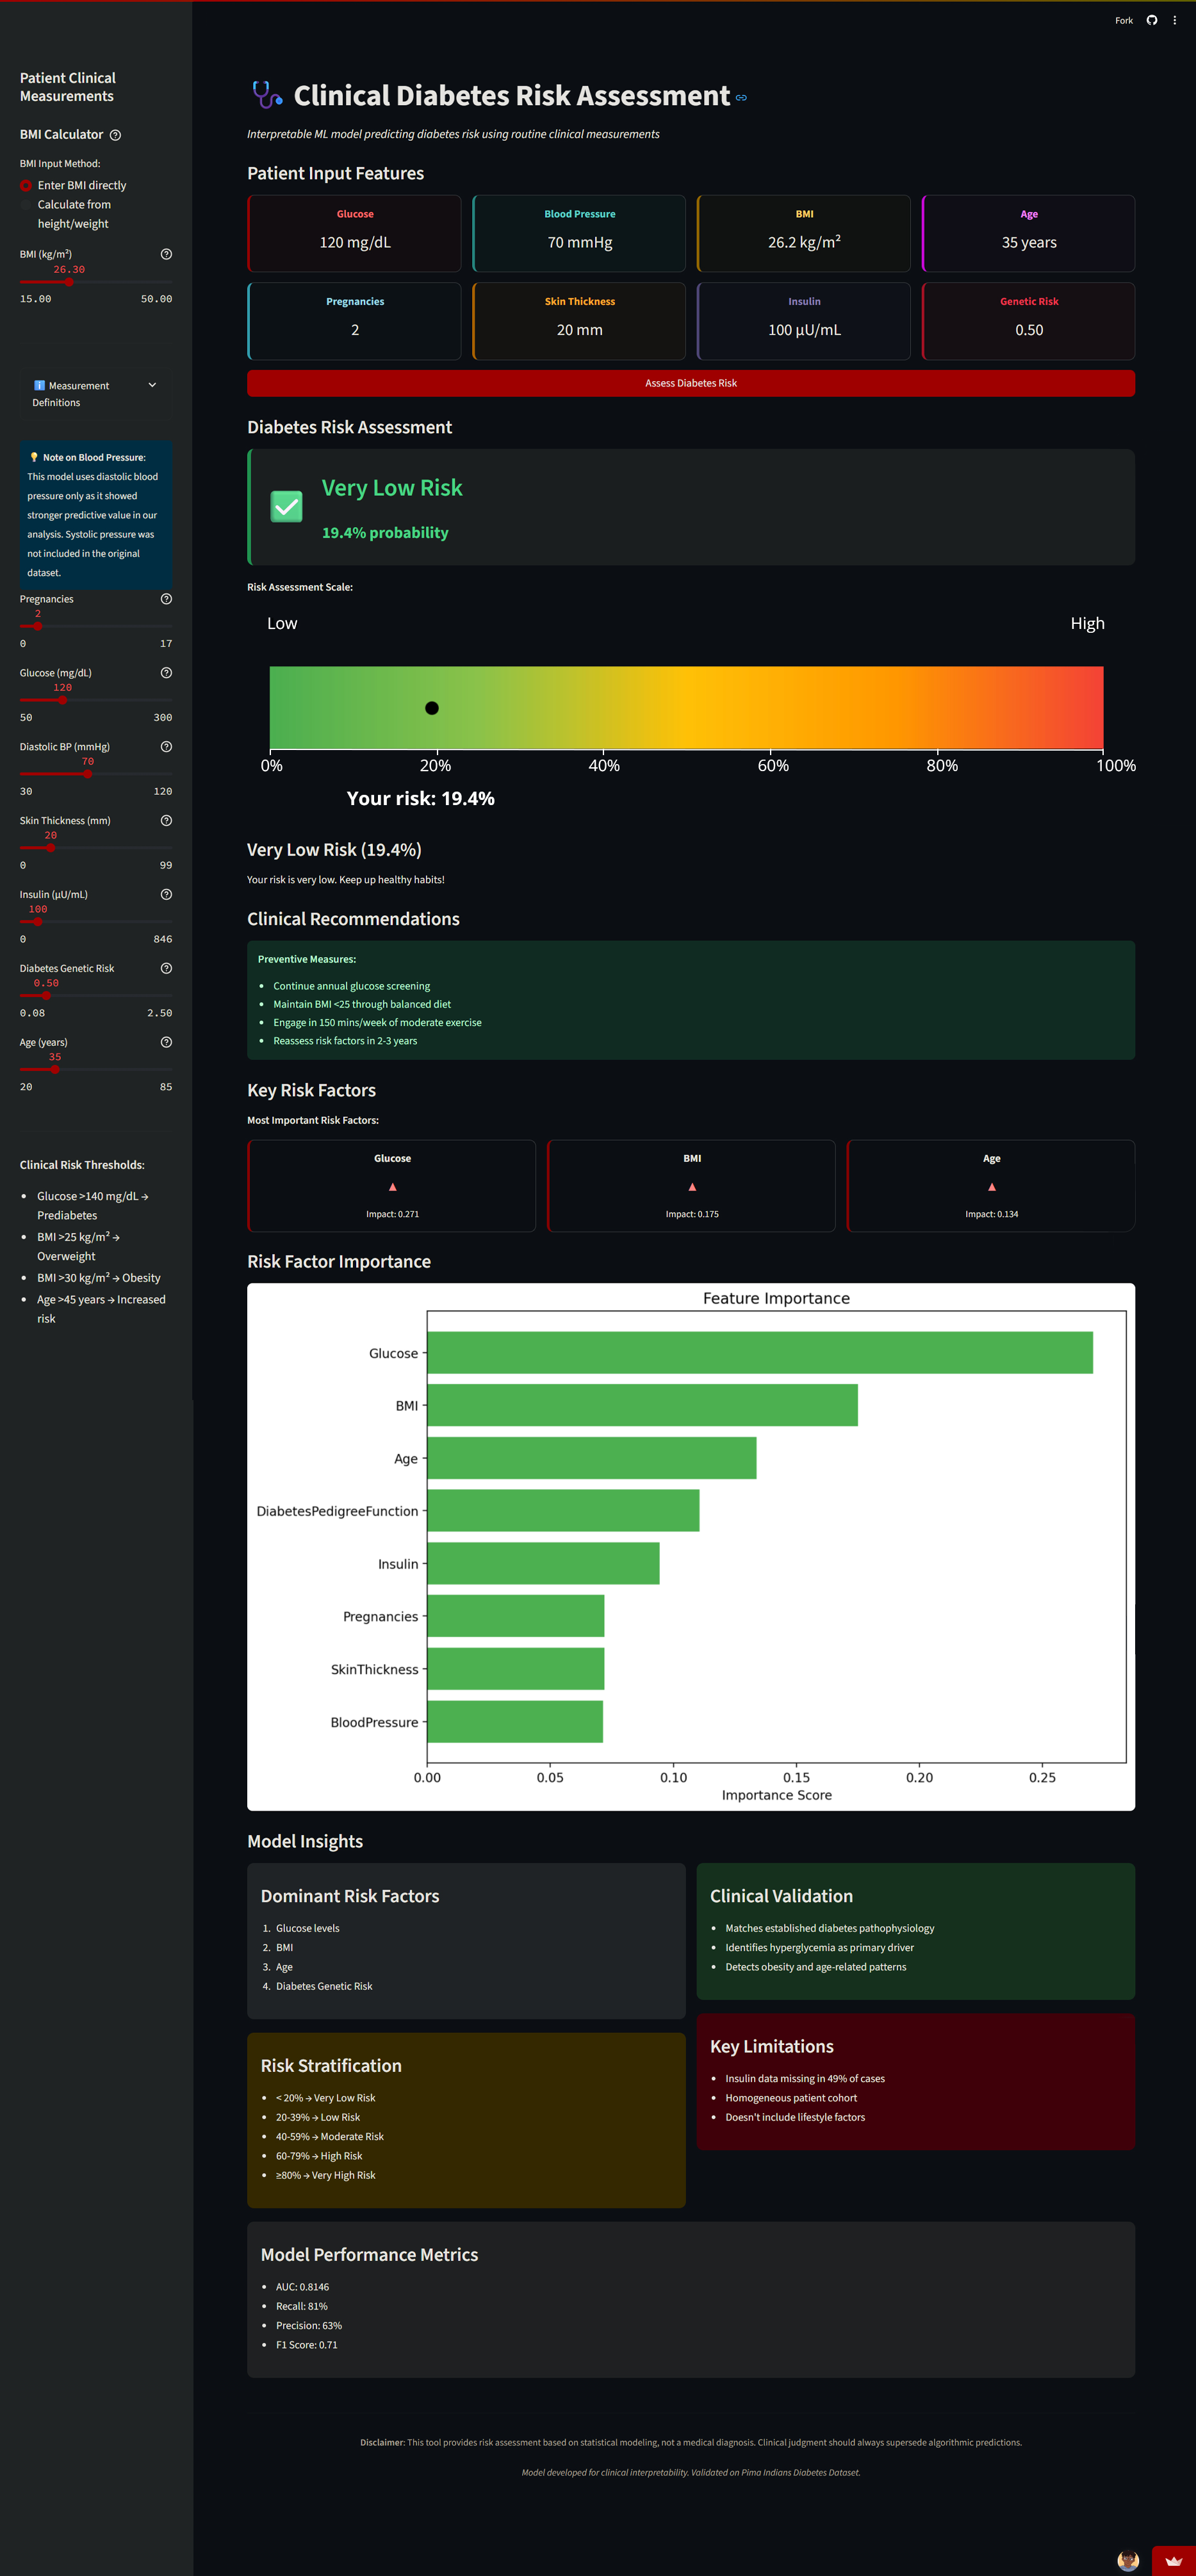 Fork
Patient Clinical
Measurements
BMI Calculator
BMI Input Method:
Enter BMI directly
Calculate from
height/weight
BMI (kg/m²)
26.30
15.00 50.00
ℹ️ Measurement
Definitions
💡 Note on Blood Pressure:
This model uses diastolic blood
pressure only as it showed
stronger predictive value in our
analysis. Systolic pressure was
not included in the original
dataset.
Pregnancies
2
0 17
Glucose (mg/dL)
120
50 300
Diastolic BP (mmHg)
70
30 120
Skin Thickness (mm)
20
0 99
Insulin (µU/mL)
100
0 846
Diabetes Genetic Risk
0.50
0.08 2.50
Age (years)
35
20 85
Clinical Risk Thresholds:
• Glucose >140 mg/dL →
Prediabetes
• BMI >25 kg/m² →
Overweight
• BMI >30 kg/m² → Obesity
• Age >45 years → Increased
risk
Clinical Diabetes Risk Assessment
Interpretable ML model predicting diabetes risk using routine clinical measurements
Patient Input Features
Glucose
120 mg/dL
Blood Pressure
70 mmHg
BMI
26.2 kg/m²
Age
35 years
Pregnancies
2
Skin Thickness
20 mm
Insulin
100 µU/mL
Genetic Risk
0.50
Assess Diabetes Risk
Diabetes Risk Assessment
Very Low Risk
19.4% probability
Risk Assessment Scale:
Low High
0% 20% 40% 60% 80% 100%
Your risk: 19.4%
Very Low Risk (19.4%)
Your risk is very low. Keep up healthy habits!
Clinical Recommendations
Preventive Measures:
• Continue annual glucose screening
• Maintain BMI <25 through balanced diet
• Engage in 150 mins/week of moderate exercise
• Reassess risk factors in 2-3 years
Key Risk Factors
Most Important Risk Factors:
Glucose
▲
Impact: 0.271
BMI
▲
Impact: 0.175
Age
▲
Impact: 0.134
Risk Factor Importance
Feature Importance
Glucose
BMI
Age
DiabetesPedigreeFunction
Insulin
Pregnancies
SkinThickness
BloodPressure
0.00 0.05 0.10 0.15 0.20 0.25
Importance Score
Model Insights
Dominant Risk Factors
1. Glucose levels
2. BMI
3. Age
4. Diabetes Genetic Risk
Clinical Validation
• Matches established diabetes pathophysiology
• Identifies hyperglycemia as primary driver
• Detects obesity and age-related patterns
Risk Stratification
• < 20% → Very Low Risk
• 20-39% → Low Risk
• 40-59% → Moderate Risk
• 60-79% → High Risk
• ≥80% → Very High Risk
Key Limitations
• Insulin data missing in 49% of cases
• Homogeneous patient cohort
• Doesn't include lifestyle factors
Model Performance Metrics
• AUC: 0.8146
• Recall: 81%
• Precision: 63%
• F1 Score: 0.71
Disclaimer: This tool provides risk assessment based on statistical modeling, not a medical diagnosis. Clinical judgment should always supersede algorithmic predictions.
Model developed for clinical interpretability. Validated on Pima Indians Diabetes Dataset.